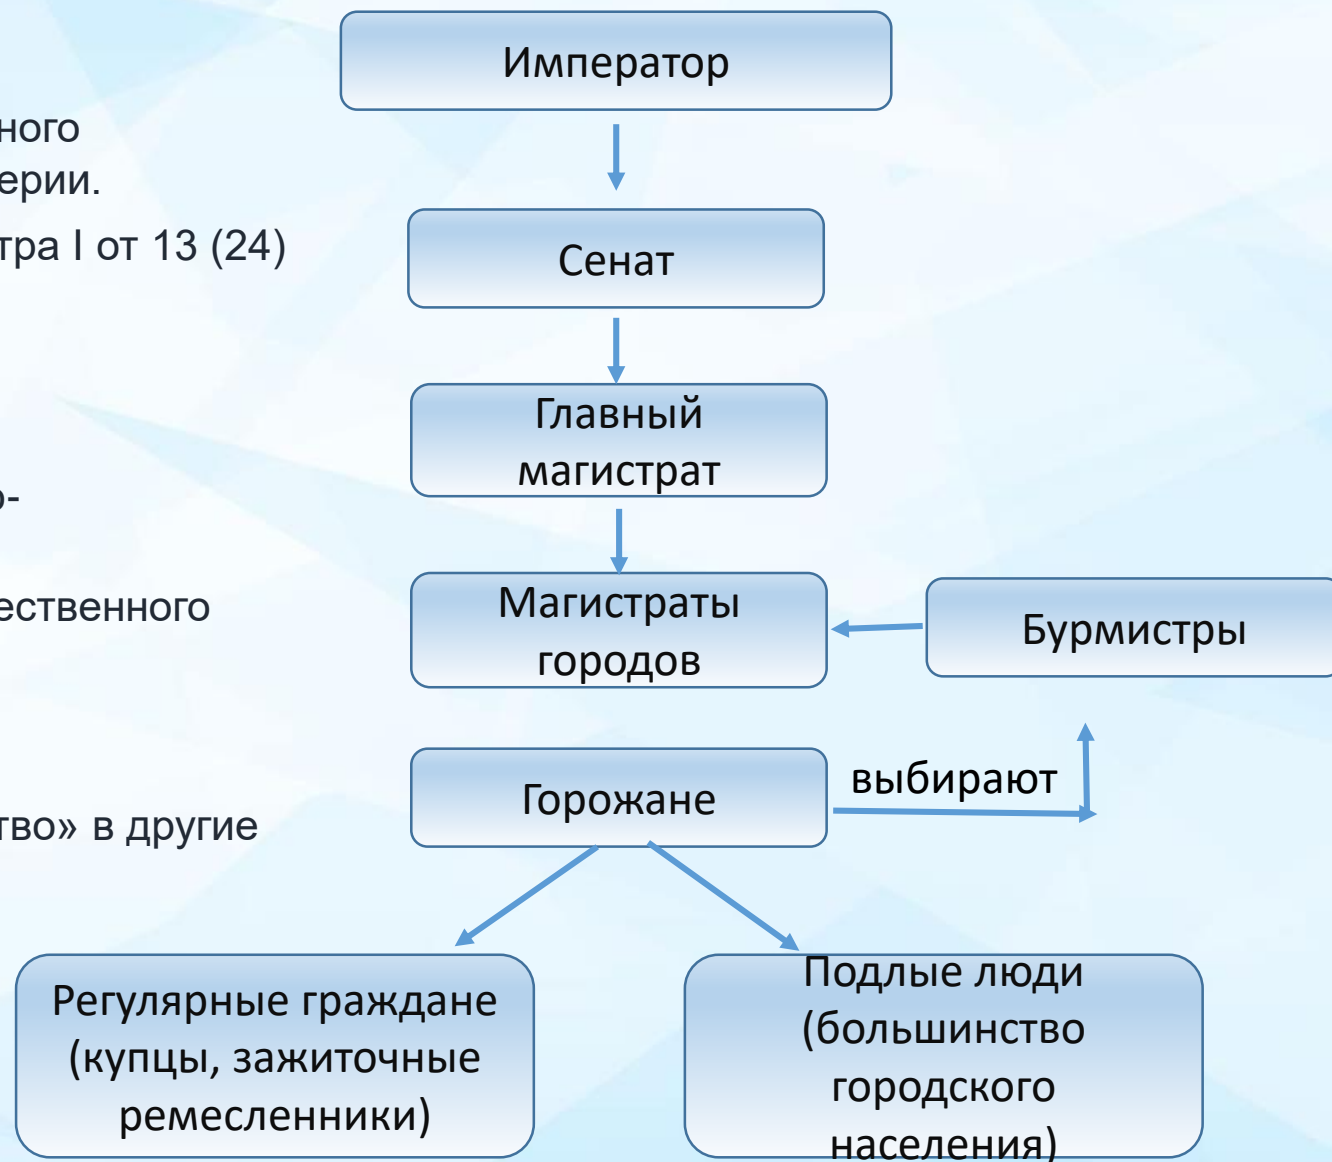 Император
ного
ерии.
тра I от 13 (24)
Сенат
Главный
магистрат
о-
ественного
Магистраты
городов
Бурмистры
Горожане
выбирают
тво» в другие
Регулярные граждане
(купцы, зажиточные
ремесленники)
Подлые люди
(большинство
городского
населения)